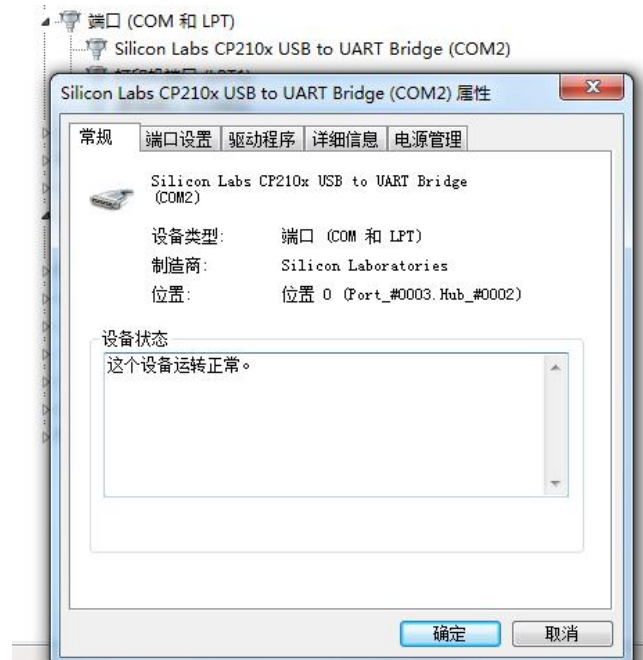 端口 (COM 和 LPT)
Silicon Labs CP210x USB to UART Bridge (COM2)
Silicon Labs CP210x USB to UART Bridge (COM2) 属性
常规 端口设置 驱动程序 详细信息 电源管理
Silicon Labs CP210x USB to UART Bridge
(COM2)
设备类型: 端口 (COM 和 LPT)
制造商: Silicon Laboratories
位置: 位置 0 (Port_#0003.Hub_#0002)
设备状态
这个设备运转正常。
确定 取消